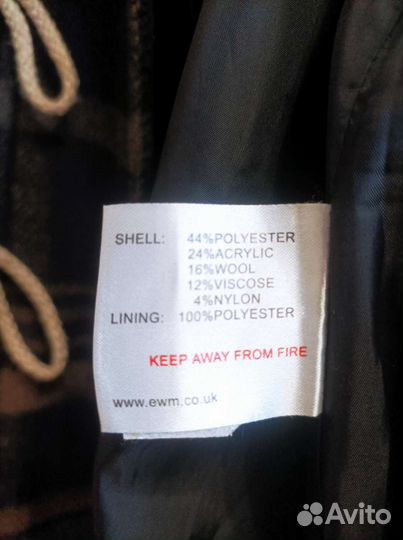 SHELL: 44%POLYESTER
24%ACRYLIC
16%WOOL
12%VISCOSE
4%NYLON
LINING: 100%POLYESTER
KEEP AWAY FROM FIRE
www.ewm.co.uk
Avito